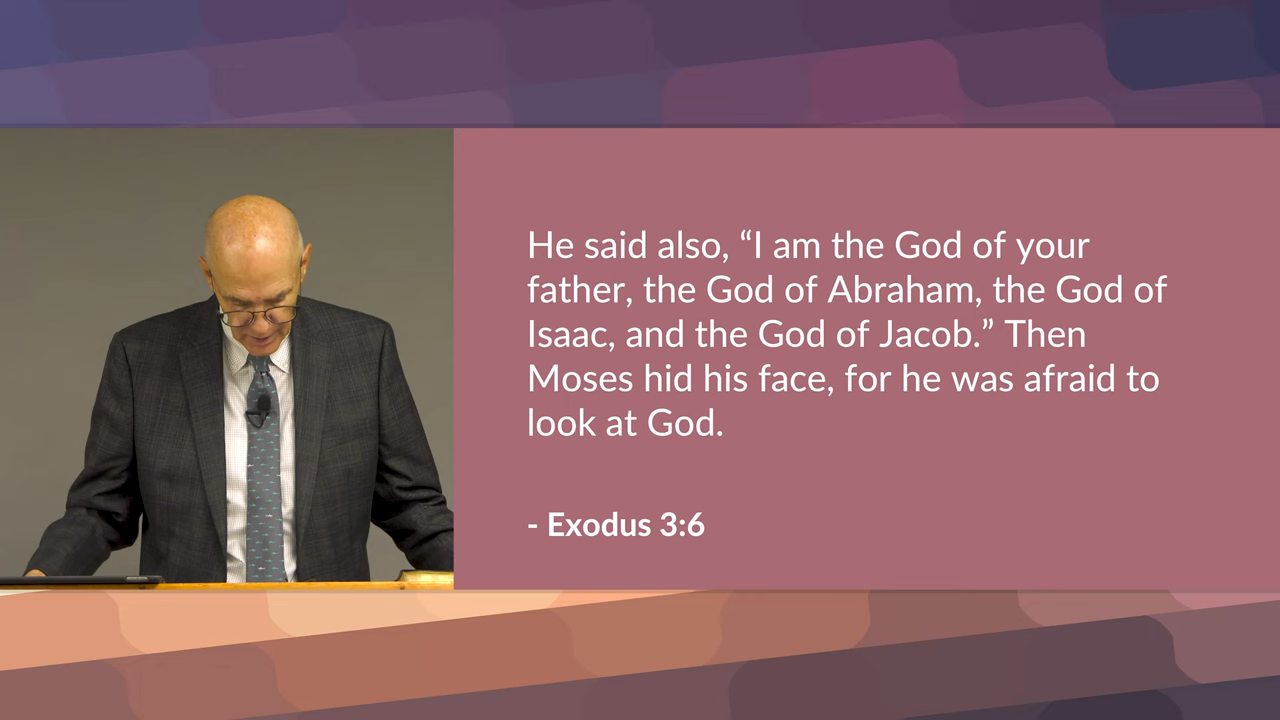 He said also, “I am the God of your
father, the God of Abraham, the God of
Isaac, and the God of Jacob.” Then
Moses hid his face, for he was afraid to
look at God.
- Exodus 3:6